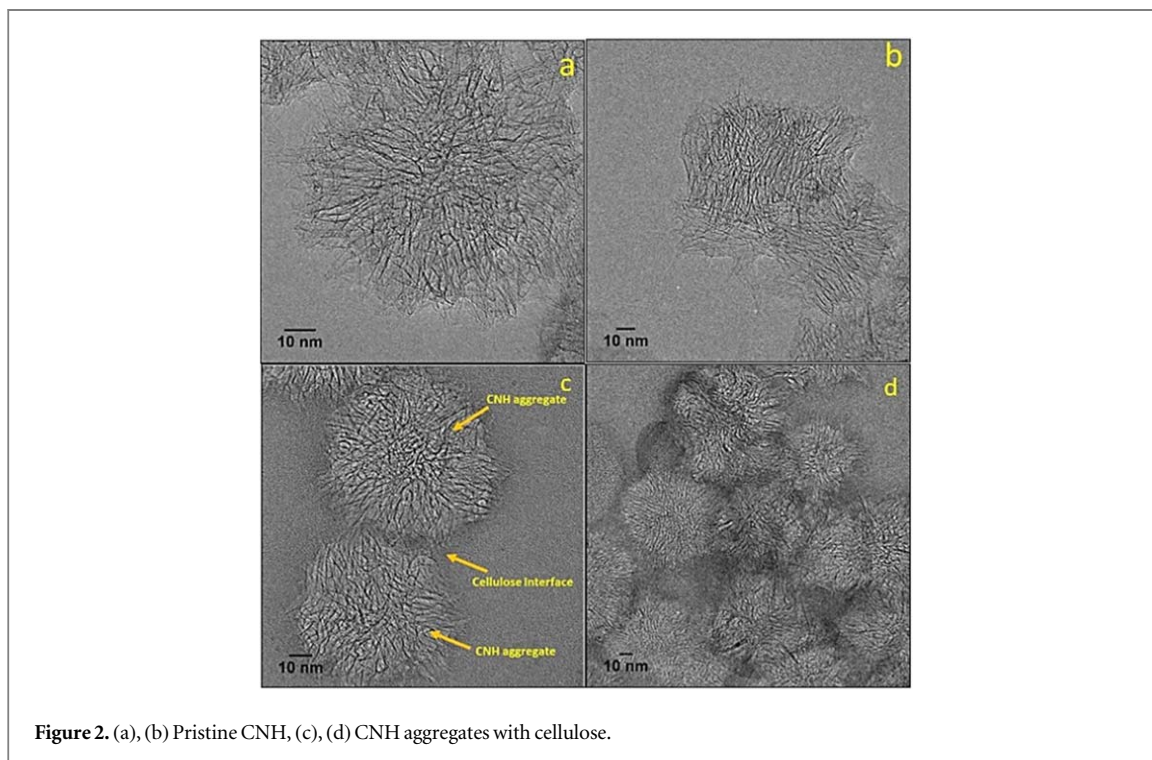 a
b
10 nm
10 nm
c
d
CNH aggregate
Cellulose Interface
CNH aggregate
10 nm
10 nm
Figure 2. (a), (b) Pristine CNH, (c), (d) CNH aggregates with cellulose.